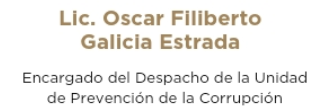 Lic. Oscar Filiberto
Galicia Estrada
Encargado del Despacho de la Unidad
de Prevención de la Corrupción